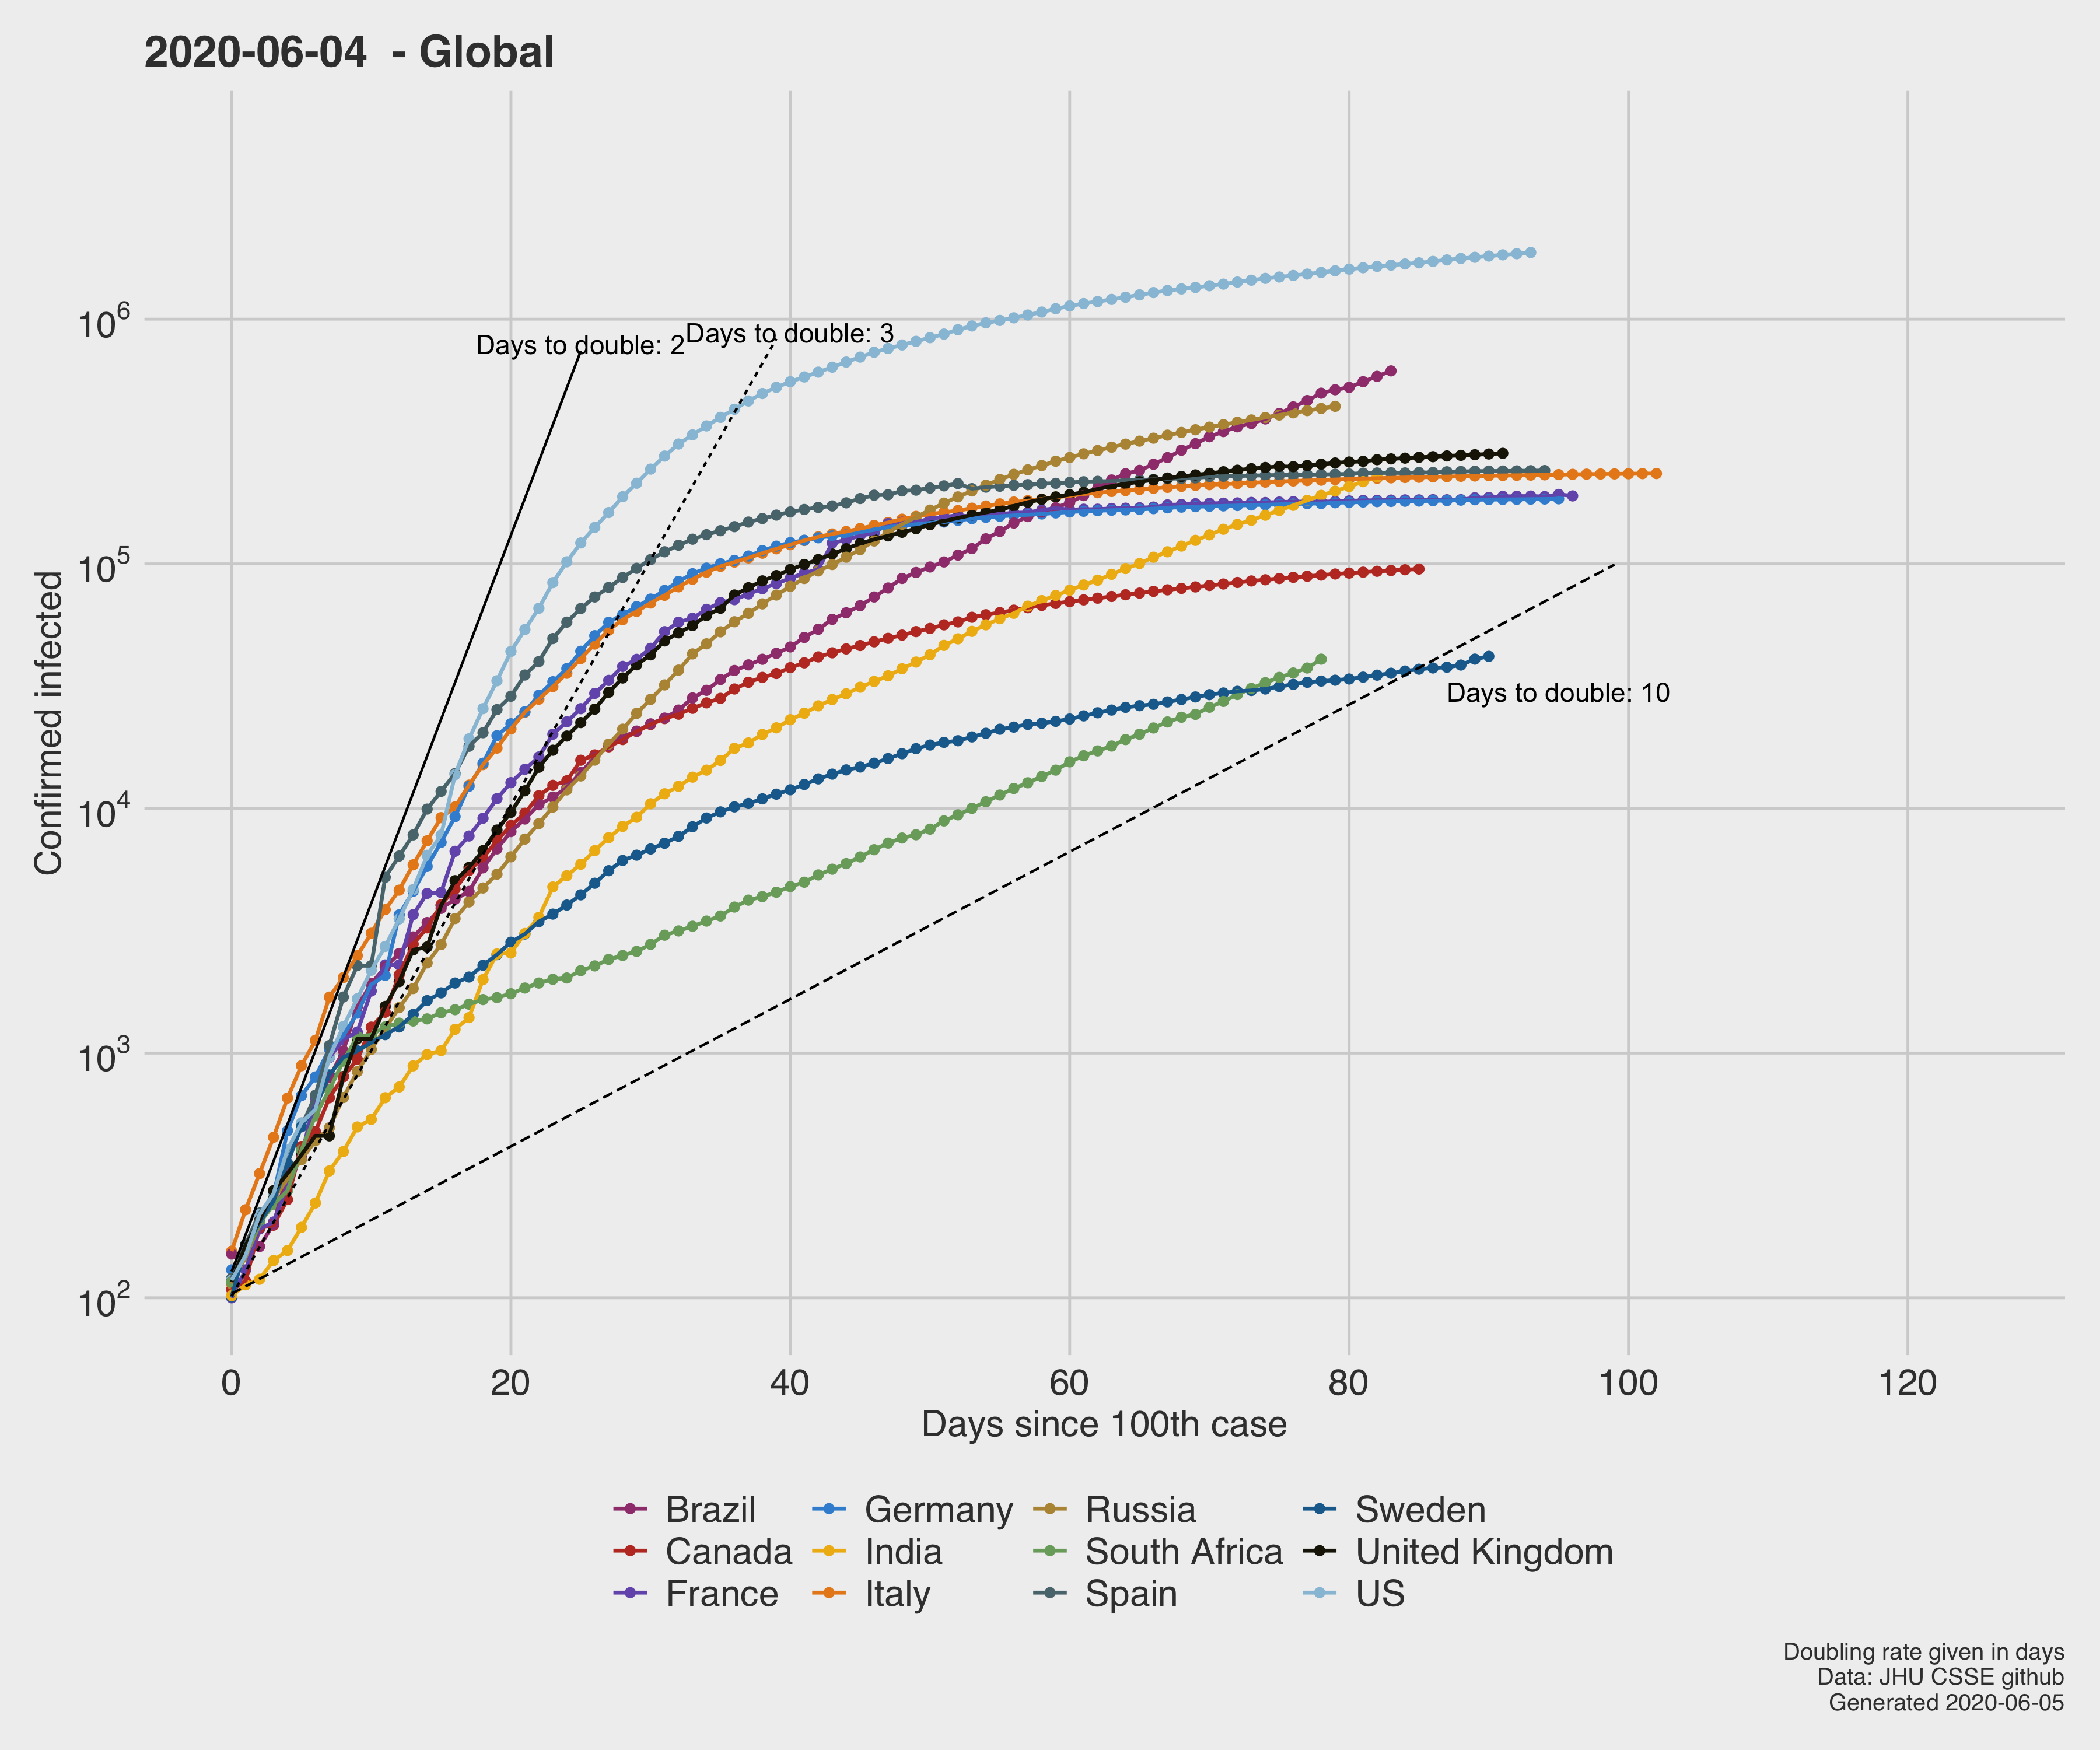 2020-06-04  - Global
Days to double: 2
Days to double: 3
Days to double: 10
Confirmed infected
10^6
10^5
10^4
10^3
10^2
0 20 40 60 80 100 120
Days since 100th case
Brazil Germany Russia Sweden
Canada India South Africa United Kingdom
France Italy Spain US
Doubling rate given in days
Data: JHU CSSE github
Generated 2020-06-05